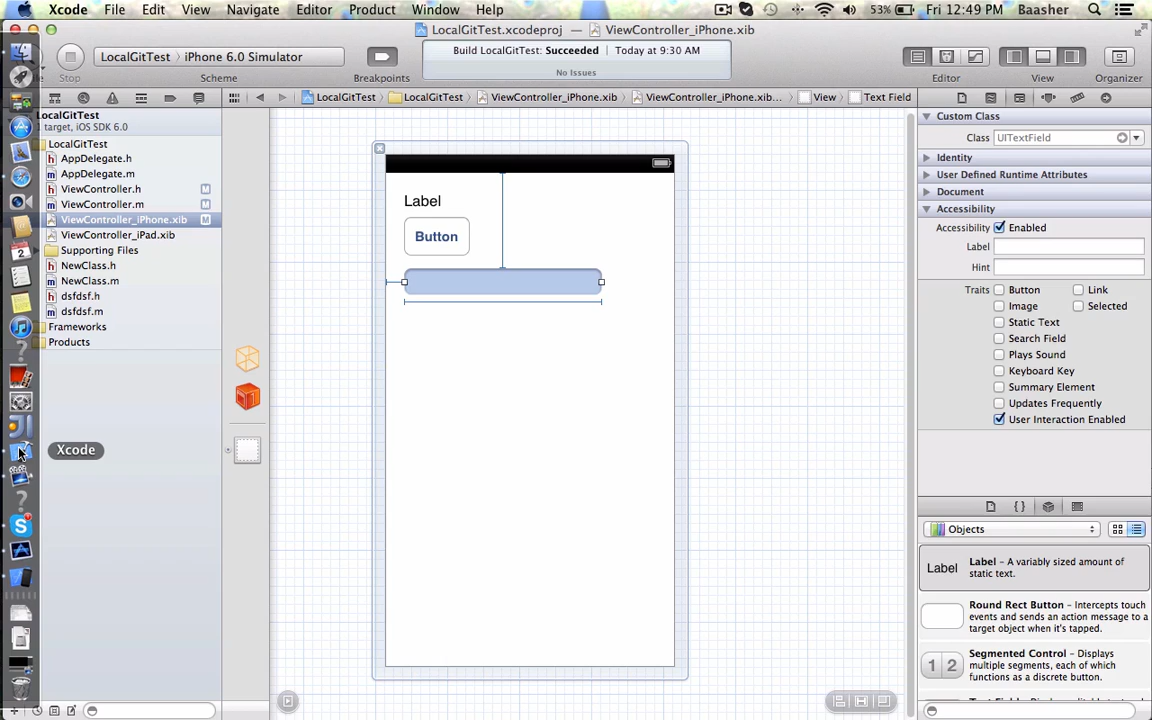 Xcode File Edit View Navigate Editor Product Window Help 53% Fri 12:49 PM Baasher
LocalGitTest.xcodeproj — ViewController_iPhone.xib
Stop
LocalGitTest iPhone 6.0 Simulator
Scheme
Breakpoints
Build LocalGitTest: Succeeded Today at 9:30 AM
No Issues
Editor
View
Organizer
LocalGitTest LocalGitTest ViewController_iPhone.xib ViewController_iPhone.xib... View Text Field
LocalGitTest
1 target, iOS SDK 6.0
LocalGitTest
AppDelegate.h
AppDelegate.m
ViewController.h M
ViewController.m M
ViewController_iPhone.xib M
ViewController_iPad.xib
Supporting Files
NewClass.h
NewClass.m
dsfdsf.h
dsfdsf.m
Frameworks
Products
Xcode
Label
Button
Custom Class
Class UITextField
Identity
User Defined Runtime Attributes
Document
Accessibility
Accessibility Enabled
Label
Hint
Traits Button Link
Image Selected
Static Text
Search Field
Plays Sound
Keyboard Key
Summary Element
Updates Frequently
User Interaction Enabled
Objects
Label Label – A variably sized amount of
static text.
Round Rect Button – Intercepts touch
events and sends an action message to a
target object when it's tapped.
1 2 Segmented Control – Displays
multiple segments, each of which
functions as a discrete button.